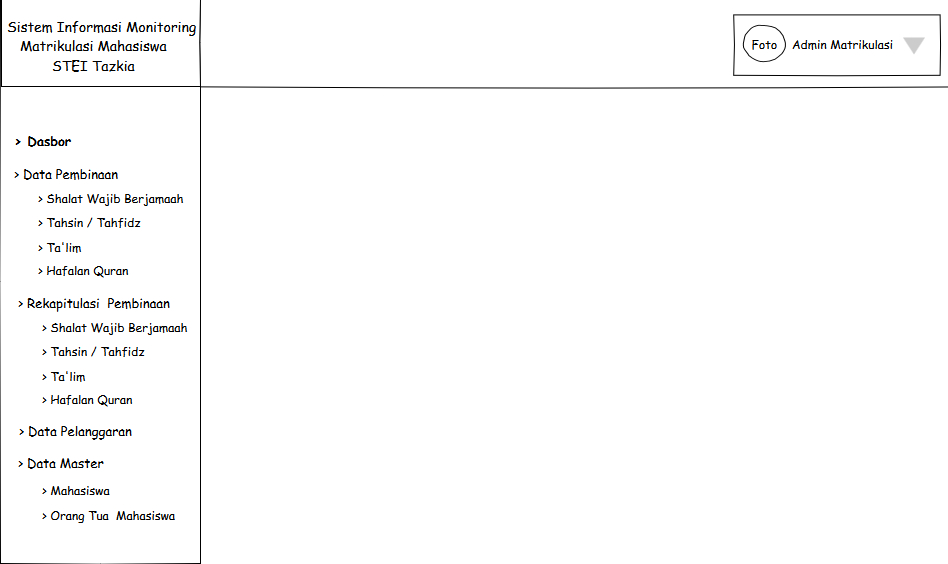 Sistem Informasi Monitoring
Matrikulasi Mahasiswa
STEI Tazkia
Foto Admin Matrikulasi
> Dasbor
> Data Pembinaan
> Shalat Wajib Berjamaah
> Tahsin / Tahfidz
> Ta'lim
> Hafalan Quran
> Rekapitulasi Pembinaan
> Shalat Wajib Berjamaah
> Tahsin / Tahfidz
> Ta'lim
> Hafalan Quran
> Data Pelanggaran
> Data Master
> Mahasiswa
> Orang Tua Mahasiswa